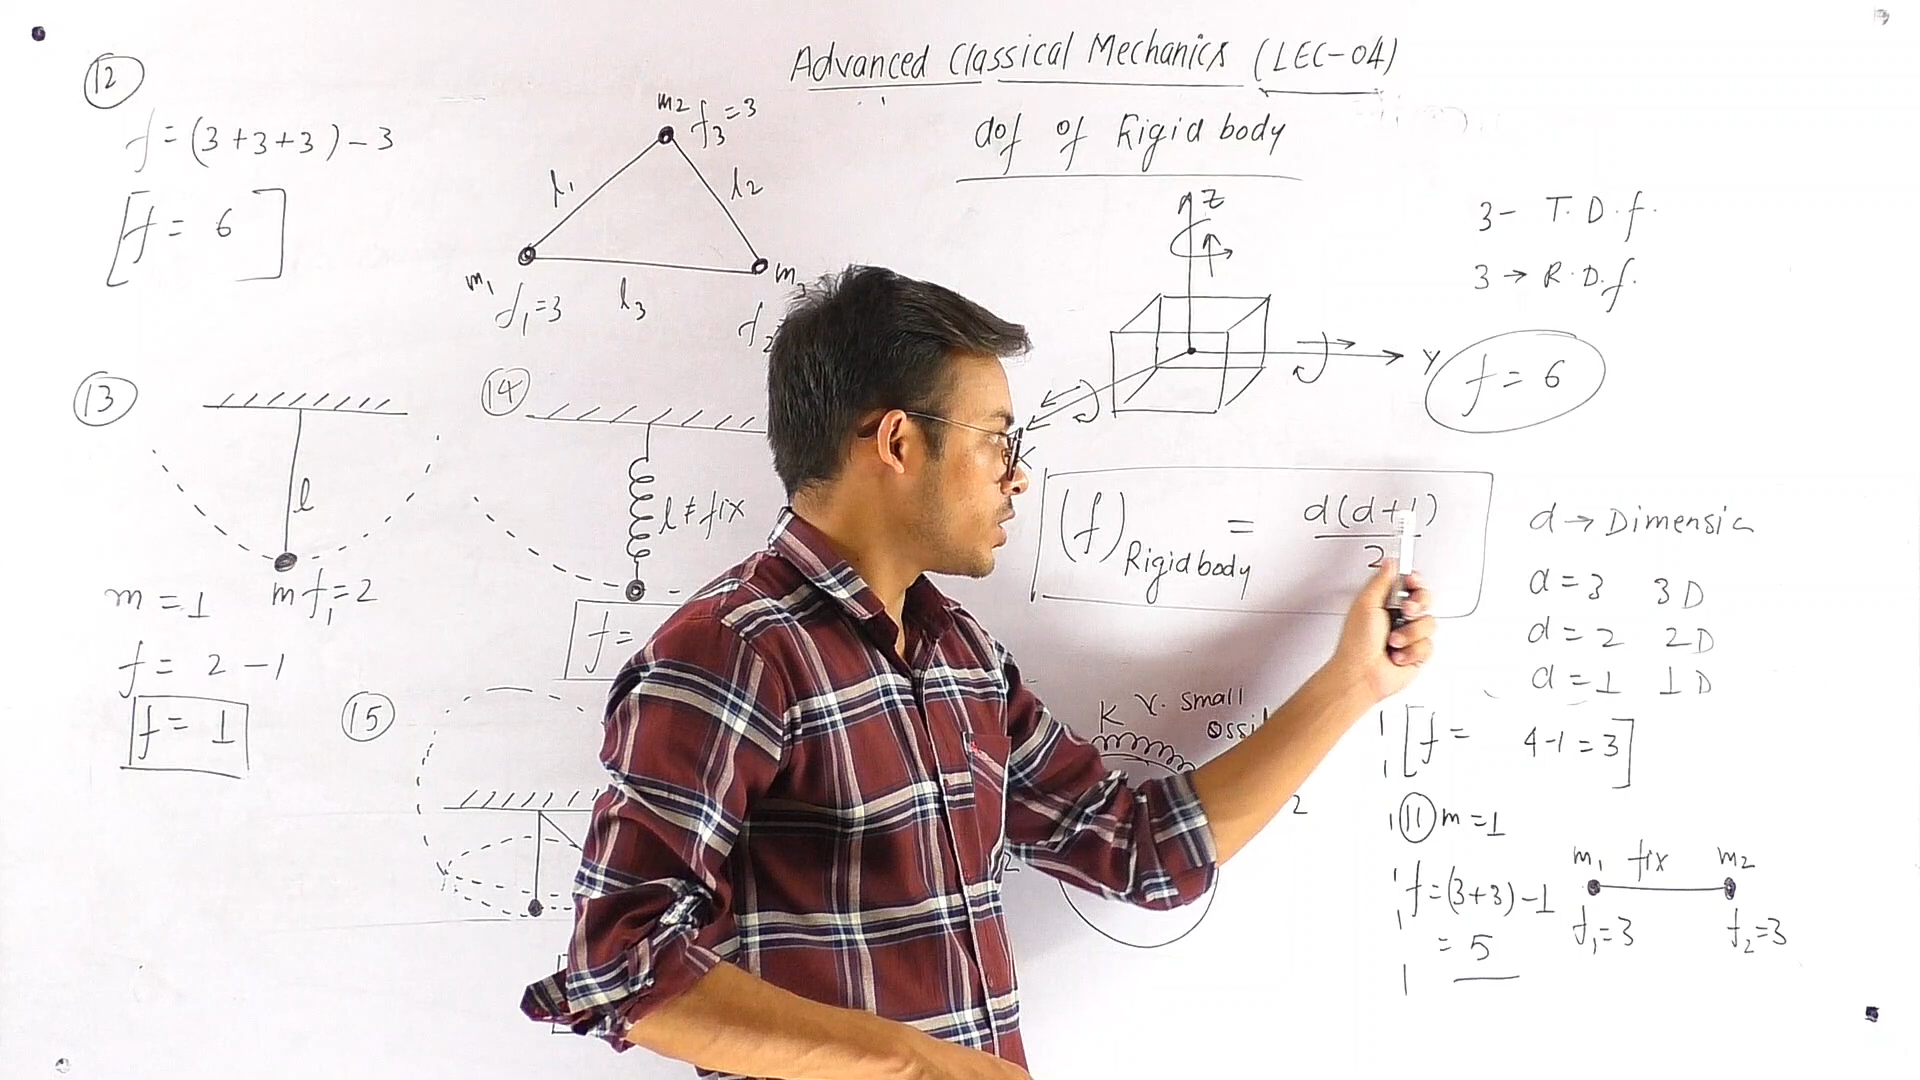 Advanced Classical Mechanics (LEC-04)
dof of Rigid body
(12)
f = (3+3+3) - 3
[f = 6]
m2 f3=3
l1
l2
m1
f1=3
l3
m3
f2
Z
Y
X
3 - T.D.f.
3 → R.D.f.
f = 6
(f)Rigid body = d(d+1)/2
d → Dimensio
d = 3 3D
d = 2 2D
d = 1 1D
(13)
l
m f1=2
m = 1
f = 2 - 1
f = 1
(14)
l ≠ fix
f =
(15)
K V. small
2
2
[f = 4-1 = 3]
(11) m = 1
f = (3+3) - 1
= 5
m1 fix m2
f1=3 f2=3